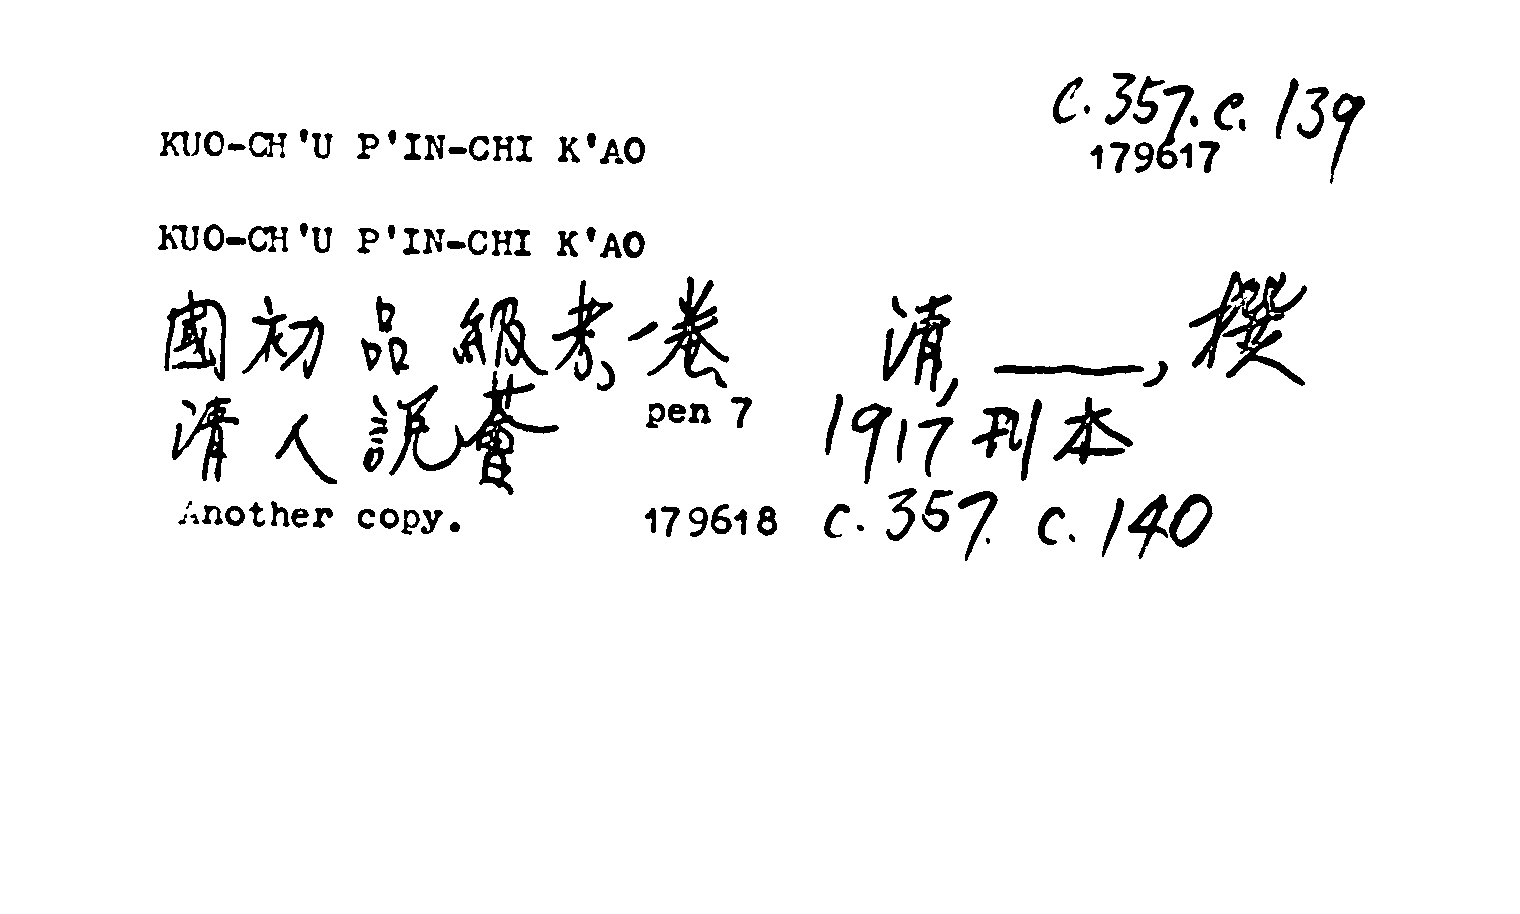 C.357.c.139
KUO-CH'U P'IN-CHI K'AO
179617
KUO-CH'U P'IN-CHI K'AO
國初品級考,一卷 清,____,撰
清人說薈 pen 7 1917刊本
Another copy. 179618 C.357.c.140